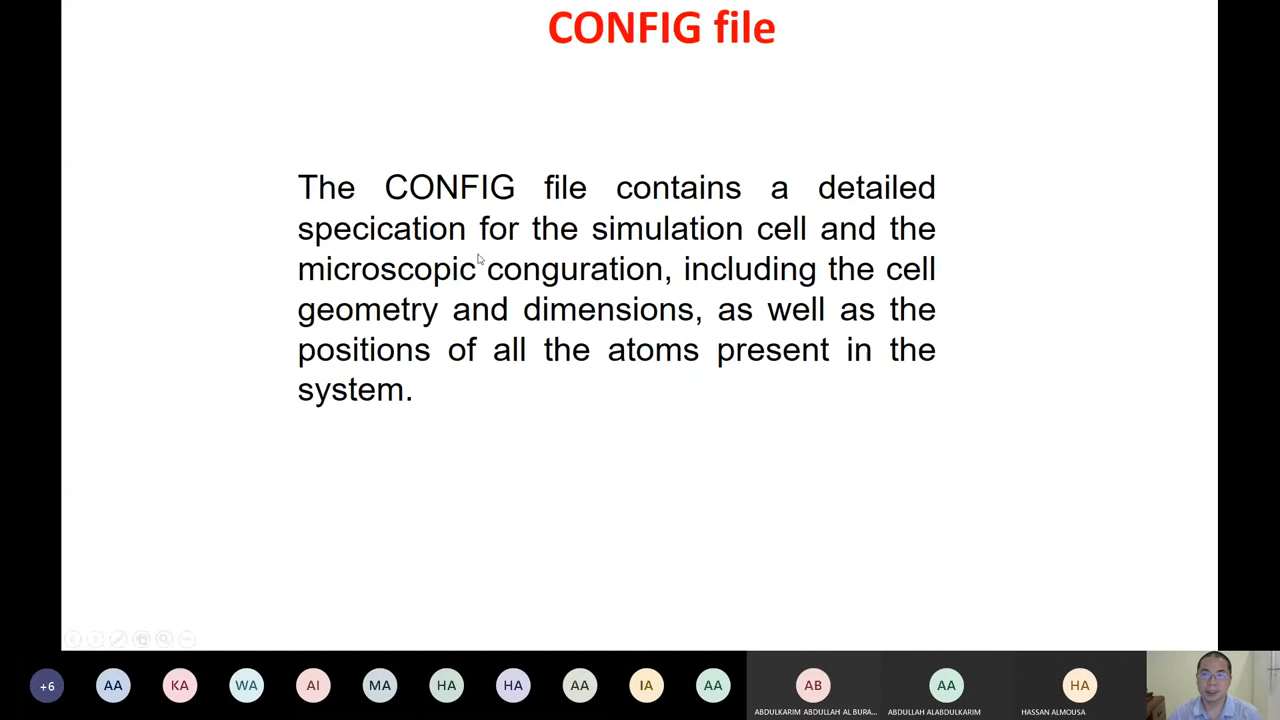 CONFIG file
The CONFIG file contains a detailed
specication for the simulation cell and the
microscopic conguration, including the cell
geometry and dimensions, as well as the
positions of all the atoms present in the
system.
+6
AA
KA
WA
AI
MA
HA
HA
AA
IA
AA
AB
AA
HA
ABDULKARIM ABDULLAH AL BURA...
ABDULLAH ALABDULKARIM
HASSAN ALMOUSA